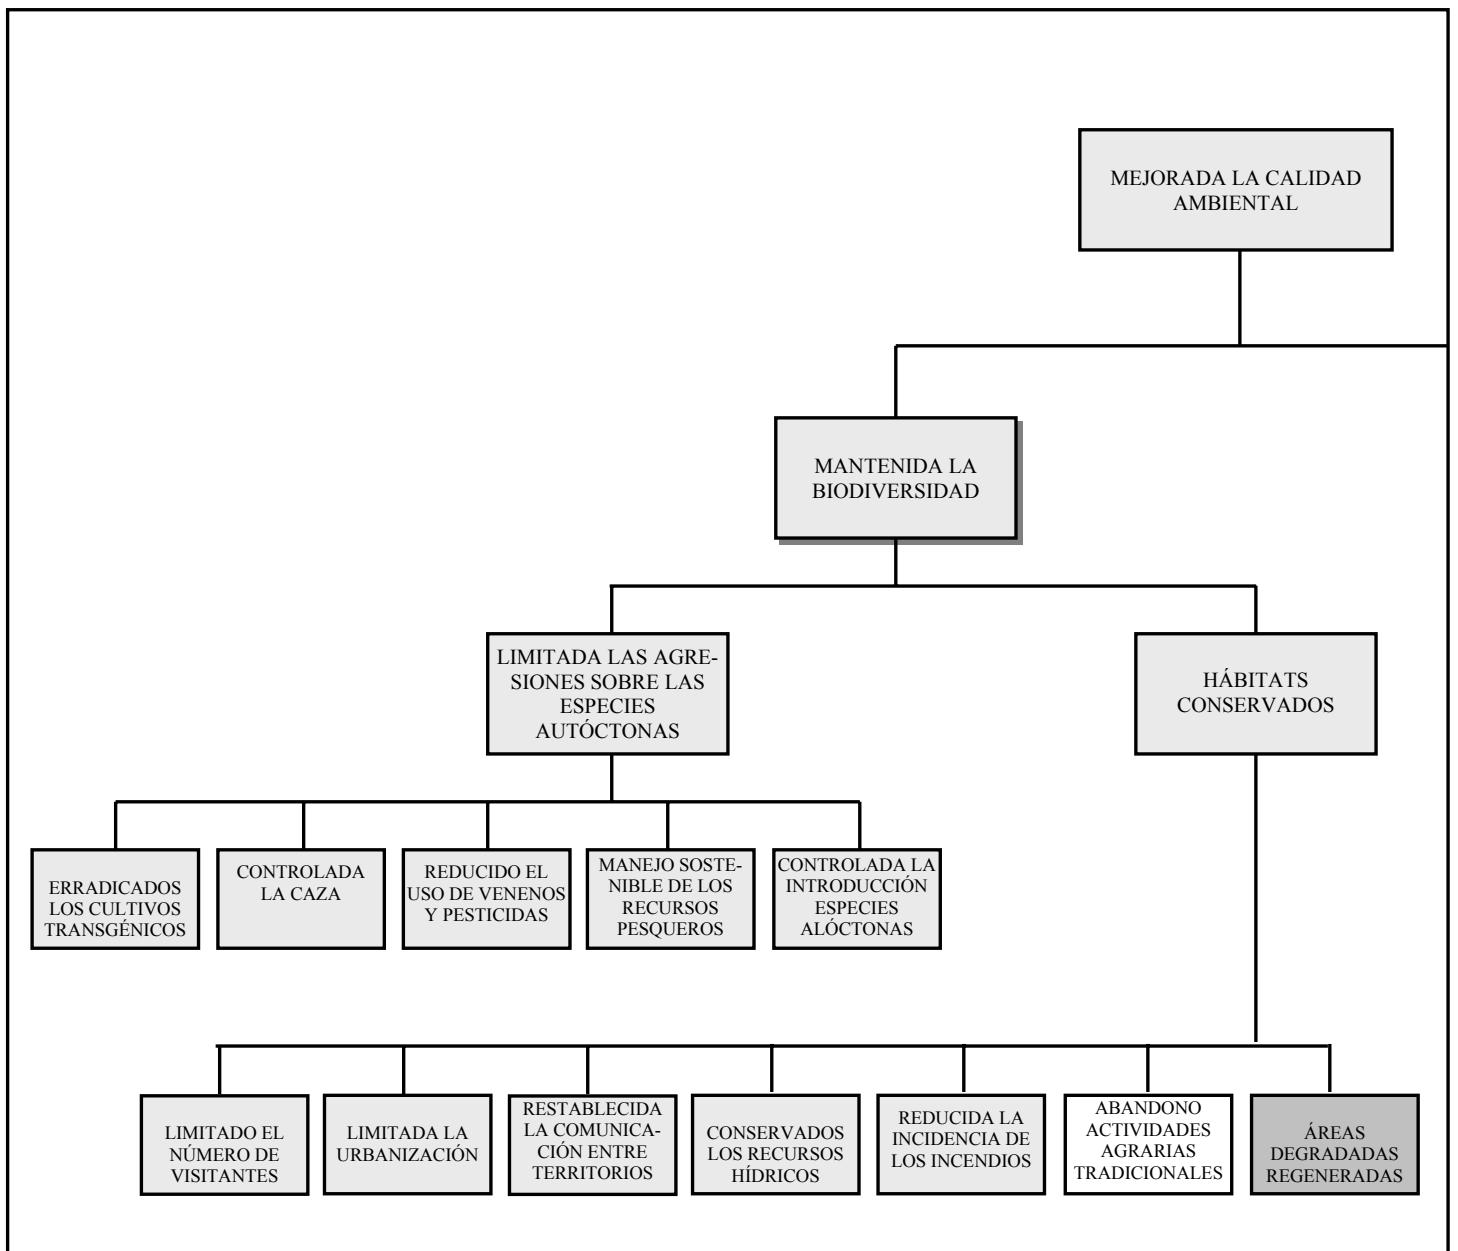 MEJORADA LA CALIDAD
AMBIENTAL
MANTENIDA LA
BIODIVERSIDAD
LIMITADA LAS AGRE-
SIONES SOBRE LAS
ESPECIES
AUTÓCTONAS
HÁBITATS
CONSERVADOS
ERRADICADOS
LOS CULTIVOS
TRANSGÉNICOS
CONTROLADA
LA CAZA
REDUCIDO EL
USO DE VENENOS
Y PESTICIDAS
MANEJO SOSTE-
NIBLE DE LOS
RECURSOS
PESQUEROS
CONTROLADA LA
INTRODUCCIÓN
ESPECIES
ALÓCTONAS
LIMITADO EL
NÚMERO DE
VISITANTES
LIMITADA LA
URBANIZACIÓN
RESTABLECIDA
LA COMUNICA-
CIÓN ENTRE
TERRITORIOS
CONSERVADOS
LOS RECURSOS
HÍDRICOS
REDUCIDA LA
INCIDENCIA DE
LOS INCENDIOS
ABANDONO
ACTIVIDADES
AGRARIAS
TRADICIONALES
ÁREAS
DEGRADADAS
REGENERADAS